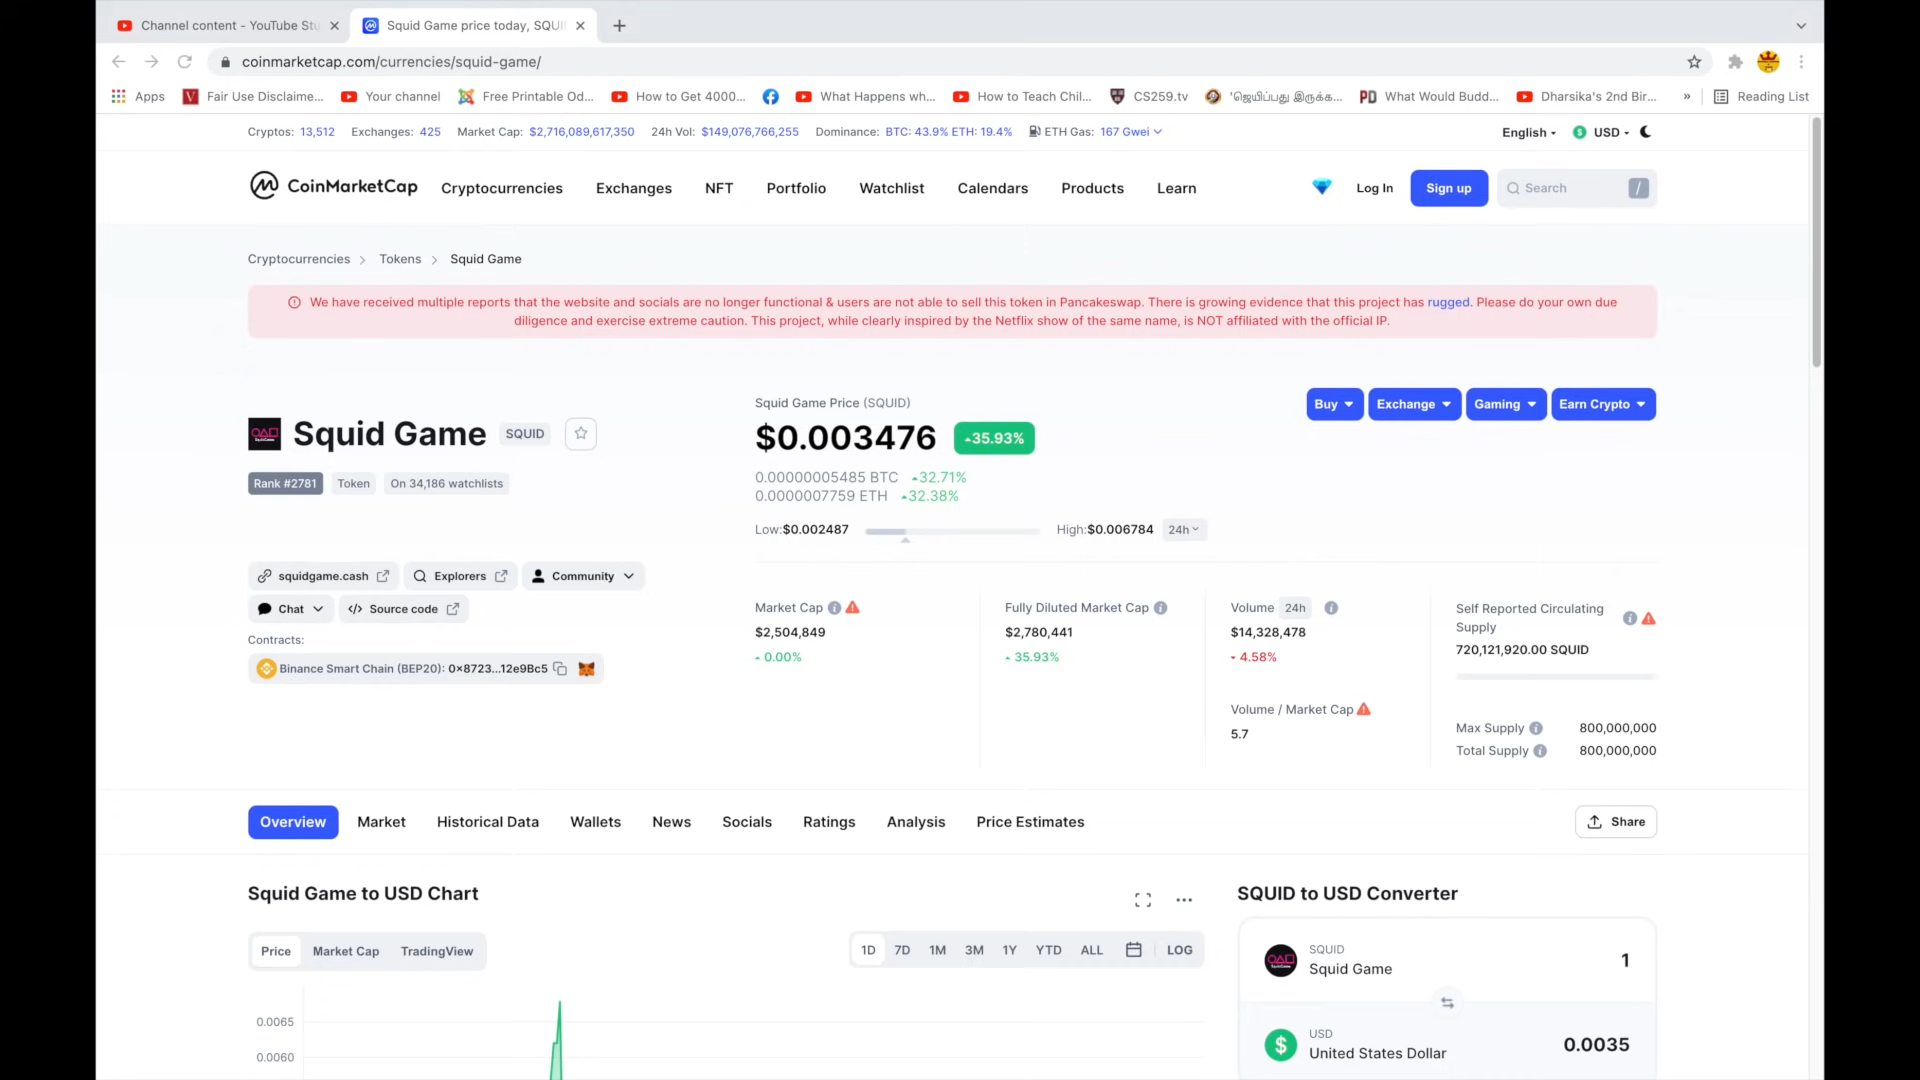 Channel content - YouTube Stu
Squid Game price today, SQUI
coinmarketcap.com/currencies/squid-game/
Apps
Fair Use Disclaime...
Your channel
Free Printable Od...
How to Get 4000...
What Happens wh...
How to Teach Chil...
CS259.tv
'ஜெயிப்பது இருக்க...
What Would Budd...
Dharsika's 2nd Bir...
»
Reading List
Cryptos: 13,512 Exchanges: 425 Market Cap: $2,716,089,617,350 24h Vol: $149,076,766,255 Dominance: BTC: 43.9% ETH: 19.4% ETH Gas: 167 Gwei
English USD
CoinMarketCap
Cryptocurrencies Exchanges NFT Portfolio Watchlist Calendars Products Learn
Log In Sign up Search /
Cryptocurrencies > Tokens > Squid Game
We have received multiple reports that the website and socials are no longer functional & users are not able to sell this token in Pancakeswap. There is growing evidence that this project has rugged. Please do your own due
diligence and exercise extreme caution. This project, while clearly inspired by the Netflix show of the same name, is NOT affiliated with the official IP.
Squid Game SQUID
Rank #2781 Token On 34,186 watchlists
squidgame.cash Explorers Community
Chat Source code
Contracts:
Binance Smart Chain (BEP20): 0x8723...12e9Bc5
Squid Game Price (SQUID)
$0.003476 35.93%
0.00000005485 BTC 32.71%
0.0000007759 ETH 32.38%
Low:$0.002487 High:$0.006784 24h
Buy Exchange Gaming Earn Crypto
Market Cap
$2,504,849
0.00%
Fully Diluted Market Cap
$2,780,441
35.93%
Volume 24h
$14,328,478
4.58%
Volume / Market Cap
5.7
Self Reported Circulating
Supply
720,121,920.00 SQUID
Max Supply 800,000,000
Total Supply 800,000,000
Overview Market Historical Data Wallets News Socials Ratings Analysis Price Estimates
Share
Squid Game to USD Chart
Price Market Cap TradingView
1D 7D 1M 3M 1Y YTD ALL LOG
0.0065
0.0060
SQUID to USD Converter
SQUID
Squid Game
1
USD
United States Dollar
0.0035